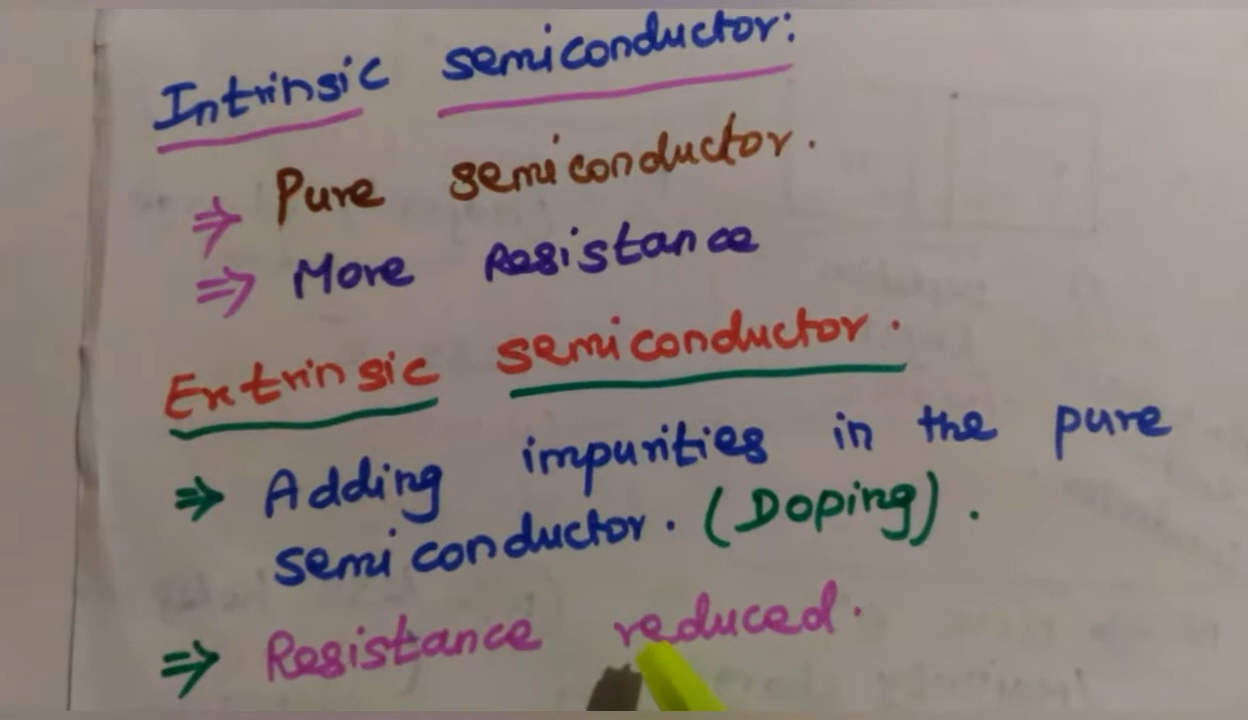 Intrinsic semiconductor:
⇒ Pure semiconductor.
⇒ More Resistance
Extrinsic semiconductor.
⇒ Adding impurities in the pure
semiconductor. (Doping).
⇒ Resistance reduced.